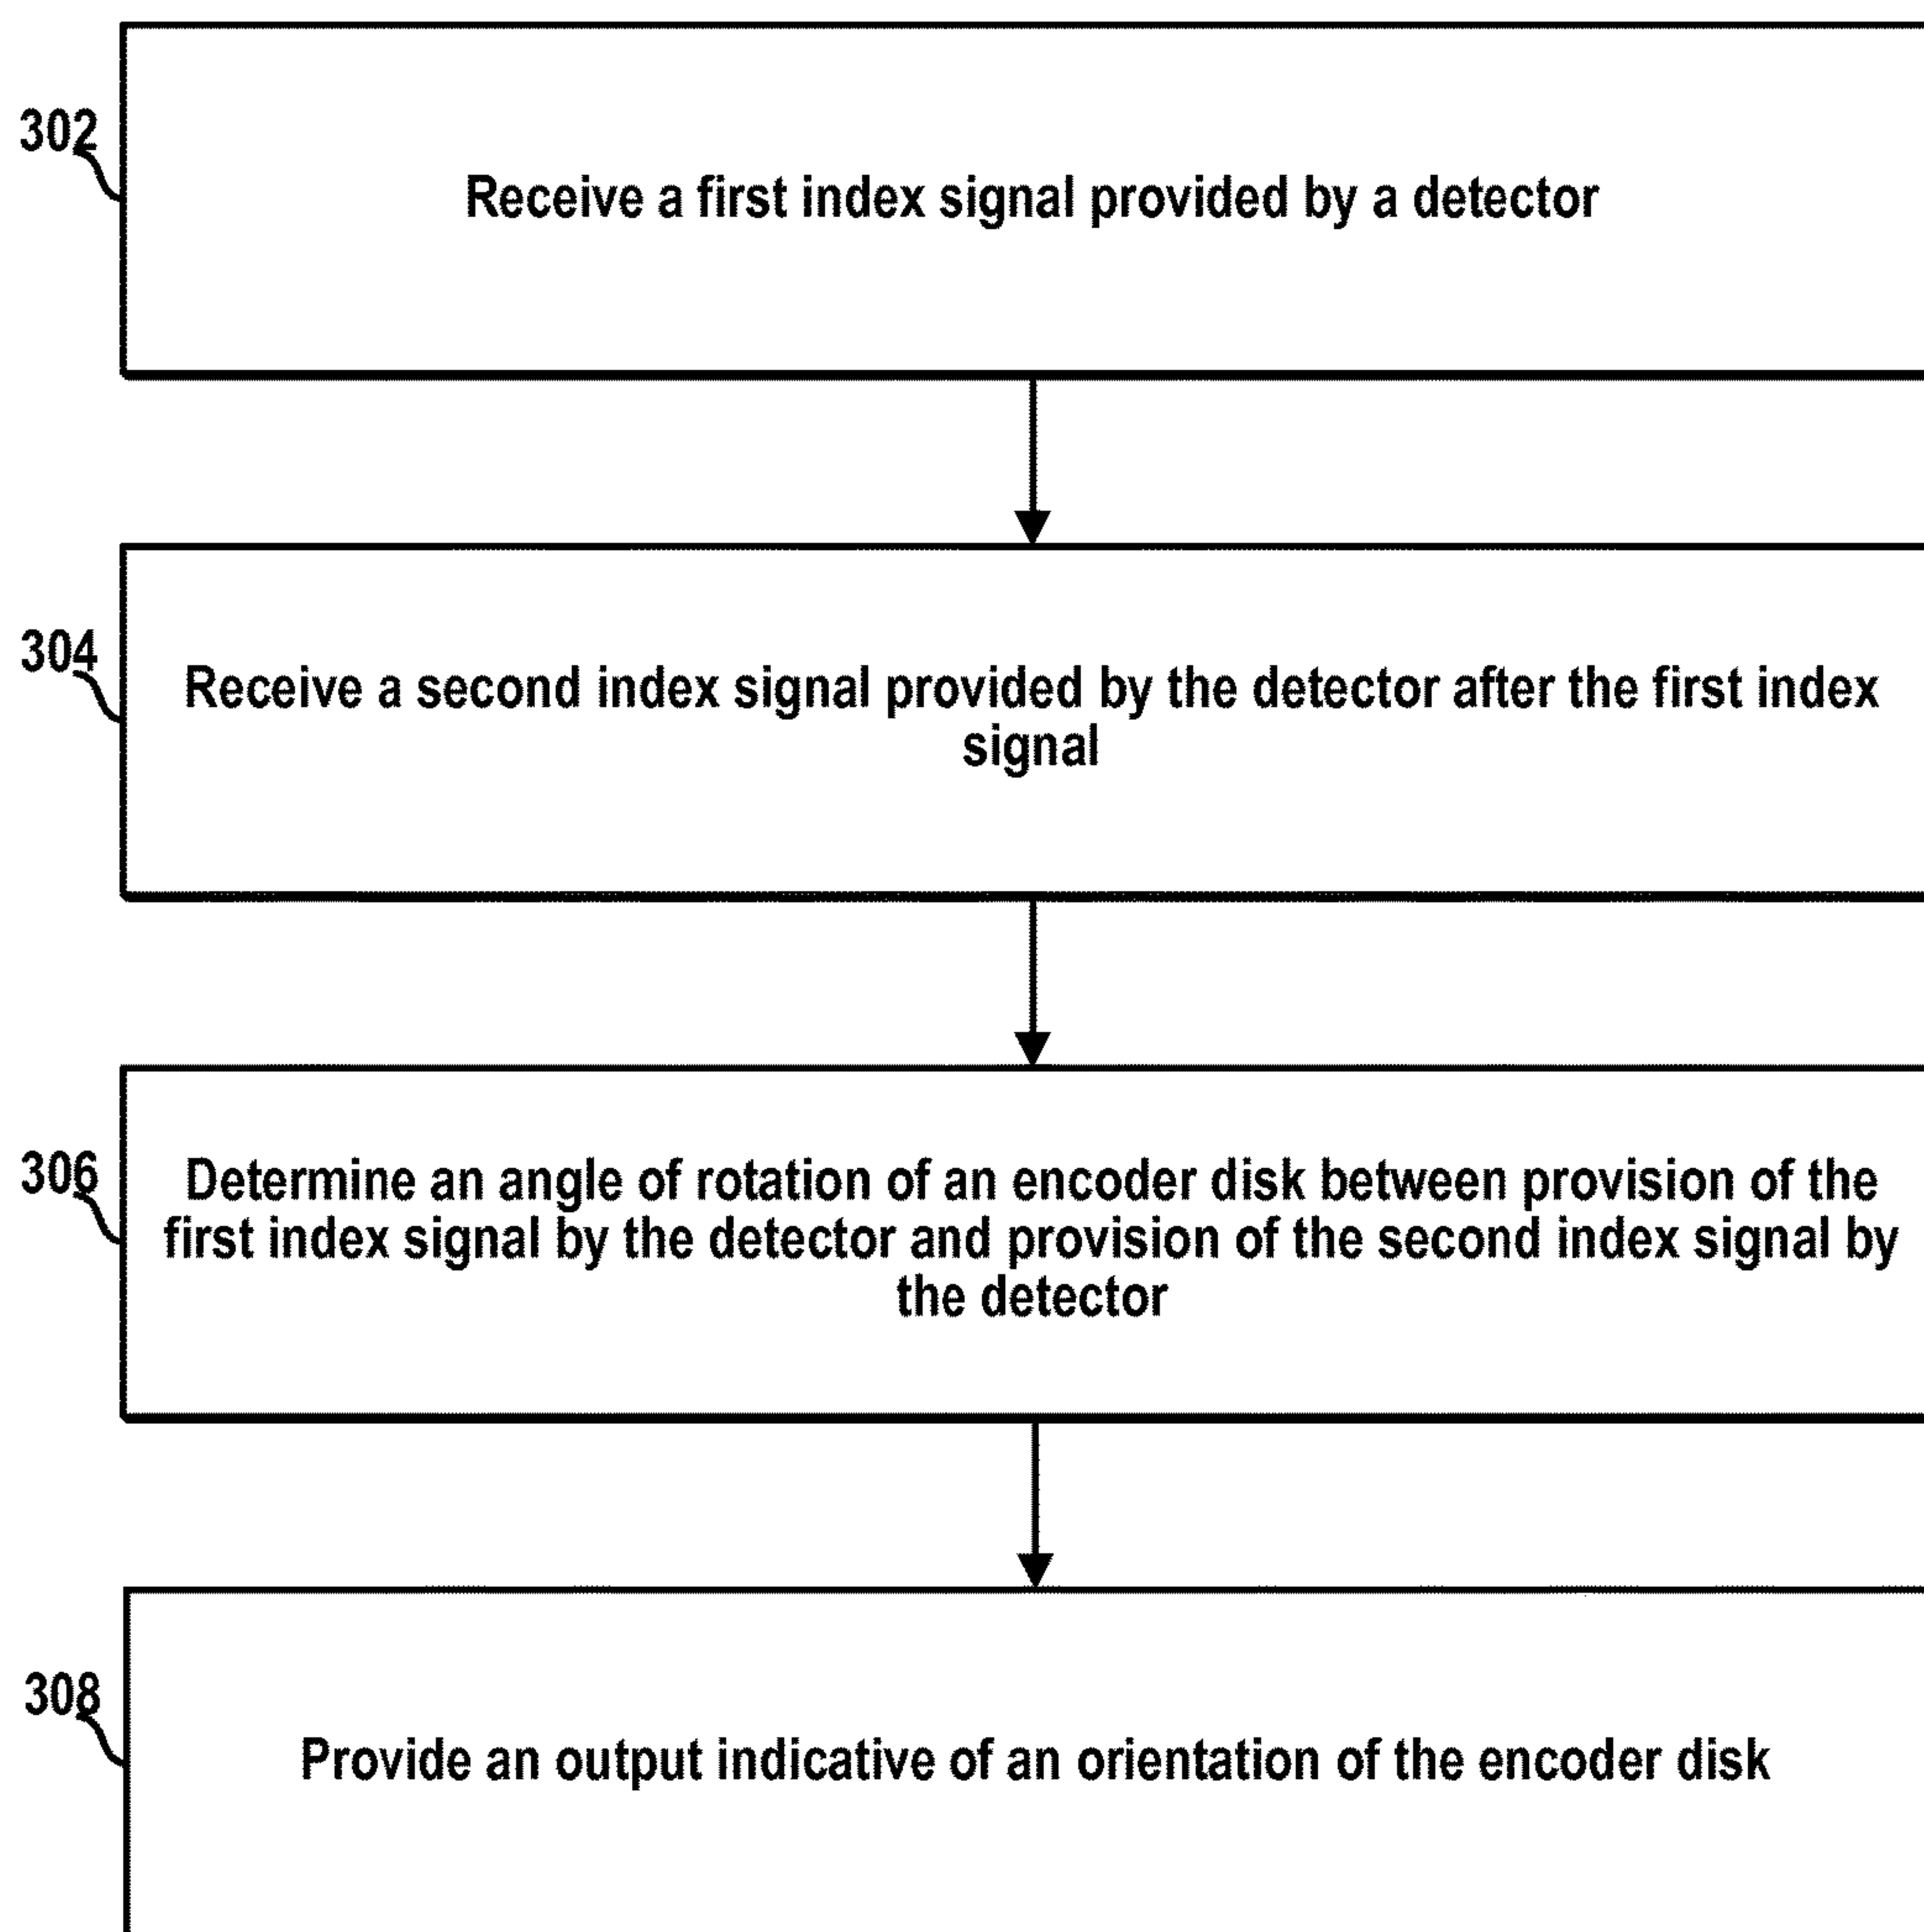 302
Receive a first index signal provided by a detector
304
Receive a second index signal provided by the detector after the first index
signal
306
Determine an angle of rotation of an encoder disk between provision of the
first index signal by the detector and provision of the second index signal by
the detector
308
Provide an output indicative of an orientation of the encoder disk